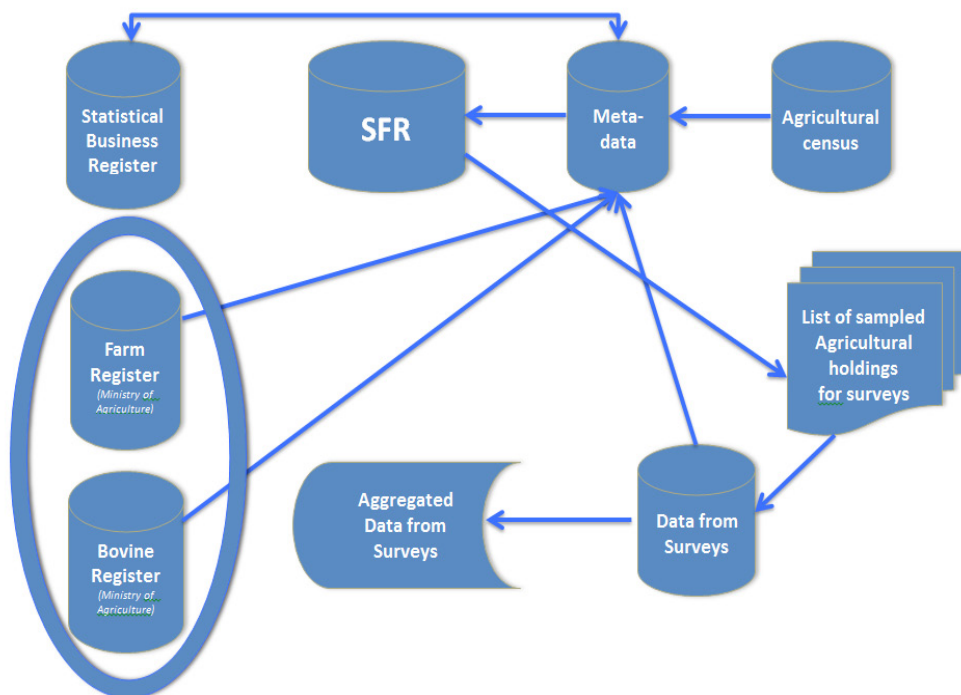 Statistical
Business
Register
SFR
Meta-
data
Agricultural
census
Farm
Register
(Ministry of
Agriculture)
List of sampled
Agricultural
holdings
for surveys
Bovine
Register
(Ministry of
Agriculture)
Aggregated
Data from
Surveys
Data from
Surveys